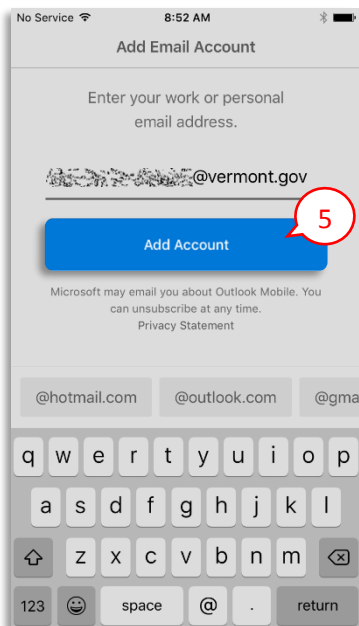 No Service 8:52 AM
Add Email Account
Enter your work or personal
email address.
@vermont.gov
5
Add Account
Microsoft may email you about Outlook Mobile. You
can unsubscribe at any time.
Privacy Statement
@hotmail.com @outlook.com @gma
q w e r t y u i o p
a s d f g h j k l
z x c v b n m
123 space @ . return